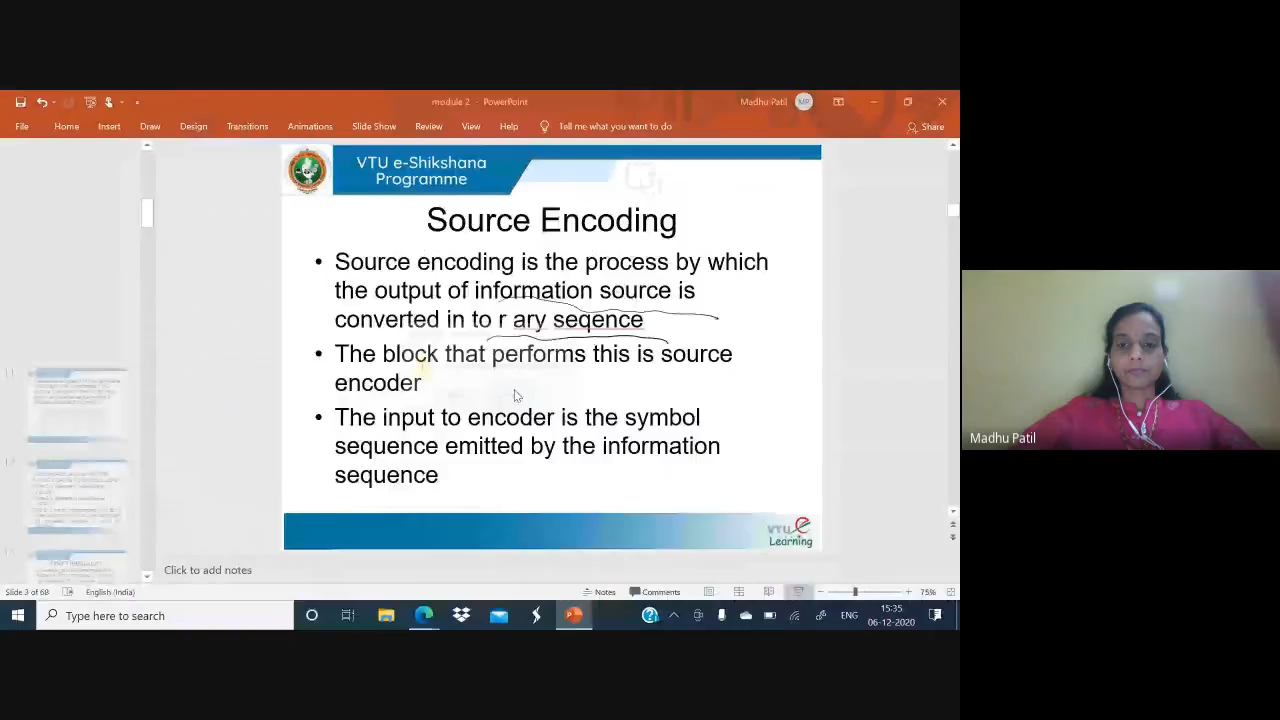 module 2 - PowerPoint
Madhu Patil
MP
File Home Insert Draw Design Transitions Animations Slide Show Review View Help Tell me what you want to do Share
VTU e-Shikshana
Programme
Source Encoding
• Source encoding is the process by which
the output of information source is
converted in to r ary seqence
• The block that performs this is source
encoder
• The input to encoder is the symbol
sequence emitted by the information
sequence
VTU e
Learning
Click to add notes
Slide 3 of 68 English (India) Notes Comments 75%
Type here to search
ENG
15:35
06-12-2020
Madhu Patil